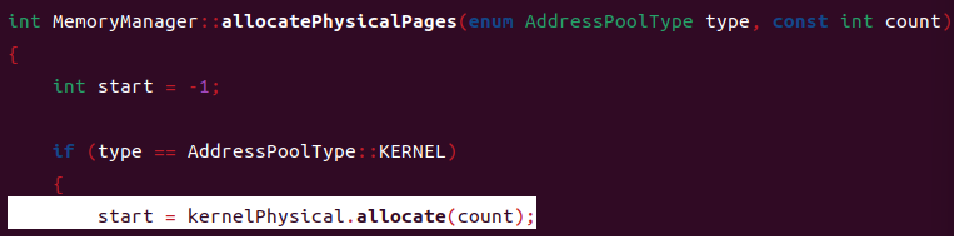 int MemoryManager::allocatePhysicalPages(enum AddressPoolType type, const int count)
{
    int start = -1;
    if (type == AddressPoolType::KERNEL)
    {
        start = kernelPhysical.allocate(count);